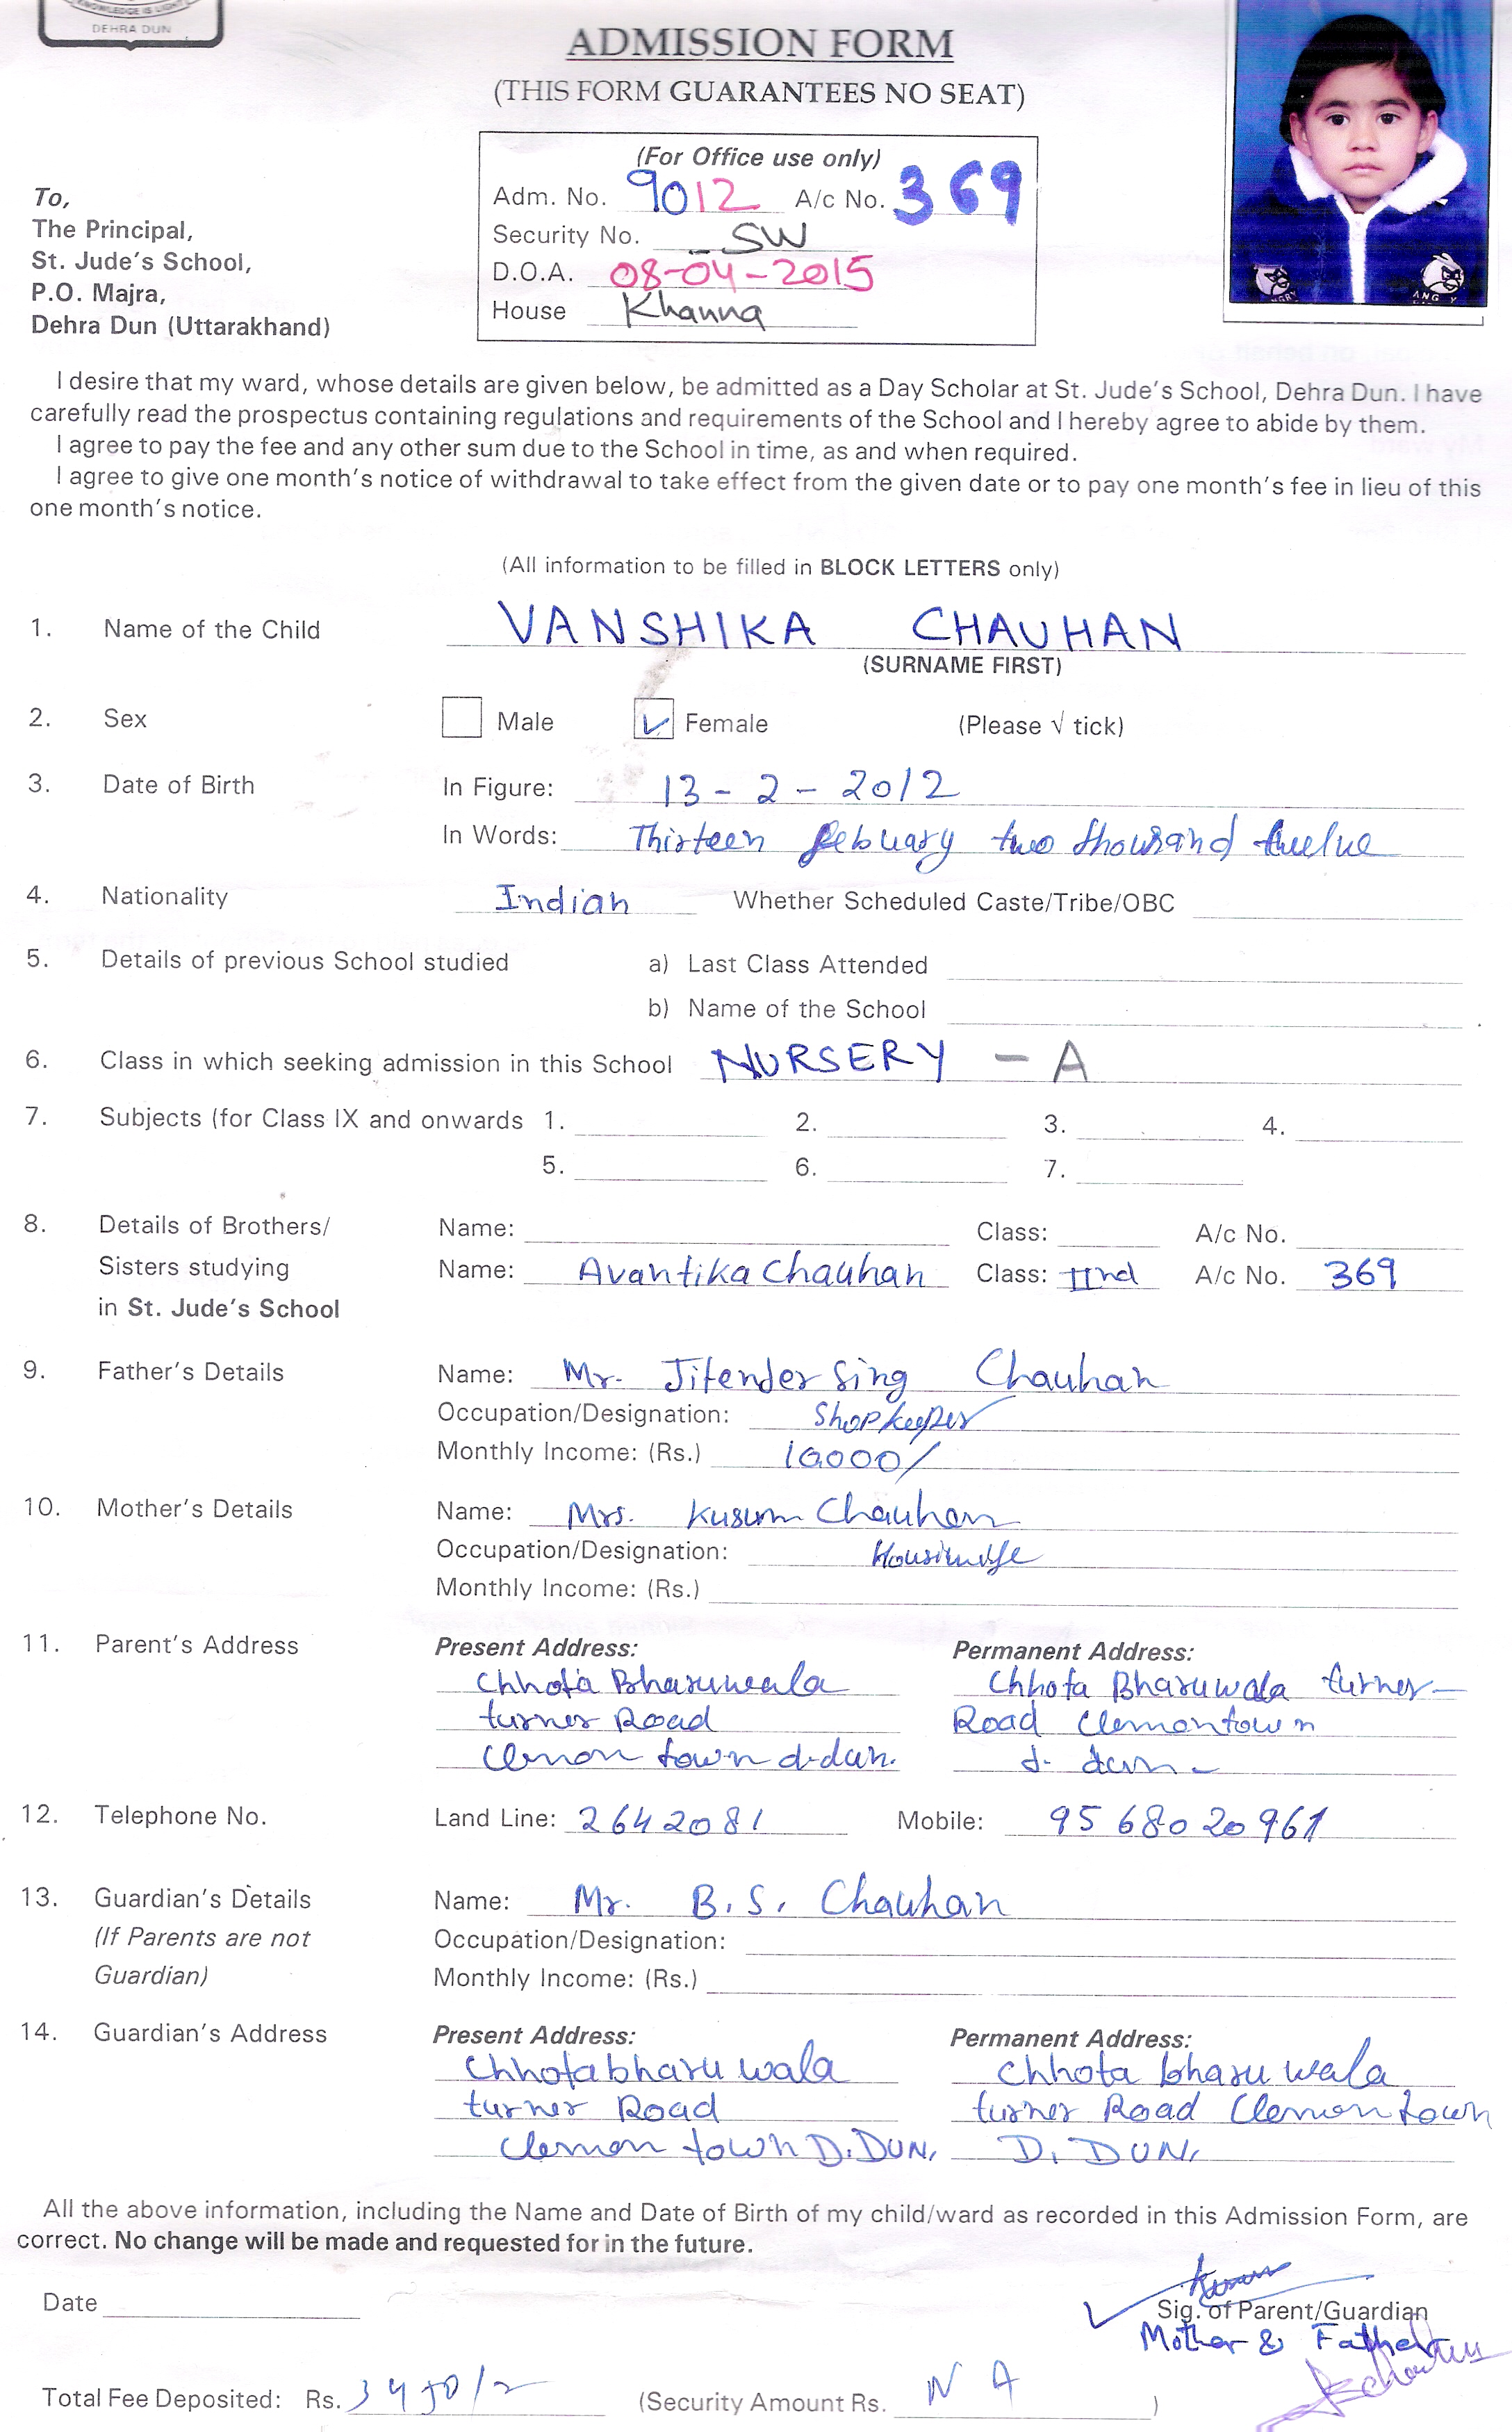 KNOWLEDGE IS LIGHT
DEHRA DUN
ADMISSION FORM
(THIS FORM GUARANTEES NO SEAT)
(For Office use only)
Adm. No. 9012 A/c No. 369
Security No. SW
D.O.A. 08-04-2015
House Khanna
To,
The Principal,
St. Jude's School,
P.O. Majra,
Dehra Dun (Uttarakhand)
I desire that my ward, whose details are given below, be admitted as a Day Scholar at St. Jude's School, Dehra Dun. I have
carefully read the prospectus containing regulations and requirements of the School and I hereby agree to abide by them.
I agree to pay the fee and any other sum due to the School in time, as and when required.
I agree to give one month's notice of withdrawal to take effect from the given date or to pay one month's fee in lieu of this
one month's notice.
(All information to be filled in BLOCK LETTERS only)
1. Name of the Child VANSHIKA CHAUHAN
(SURNAME FIRST)
2. Sex Male Female (Please √ tick)
3. Date of Birth In Figure: 13-2-2012
In Words: Thirteen febuary two thousand twelve
4. Nationality Indian Whether Scheduled Caste/Tribe/OBC
5. Details of previous School studied a) Last Class Attended
b) Name of the School
6. Class in which seeking admission in this School NURSERY - A
7. Subjects (for Class IX and onwards 1. 2. 3. 4.
5. 6. 7.
8. Details of Brothers/ Name: Class: A/c No.
Sisters studying Name: Avantika Chauhan Class: IInd A/c No. 369
in St. Jude's School
9. Father's Details Name: Mr. Jitender Sing Chauhan
Occupation/Designation: Shopkeeper
Monthly Income: (Rs.) 10000/
10. Mother's Details Name: Mrs. Kusum Chauhan
Occupation/Designation: Housiwife
Monthly Income: (Rs.)
11. Parent's Address Present Address: Permanent Address:
Chhota Bharuwala Chhota Bharuwala turner
turner Road Road Clemontown
Clemon town d-dun. d. dun -
12. Telephone No. Land Line: 2642081 Mobile: 9568020961
13. Guardian's Details Name: Mr. B.S. Chauhan
(If Parents are not Occupation/Designation:
Guardian) Monthly Income: (Rs.)
14. Guardian's Address Present Address: Permanent Address:
Chhotabharu wala Chhota bharu wala
turner Road turner Road Clemon town
Clemon town D.DUN. D. DUN.
All the above information, including the Name and Date of Birth of my child/ward as recorded in this Admission Form, are
correct. No change will be made and requested for in the future.
Date Sig. of Parent/Guardian
Mother & Father
Total Fee Deposited: Rs. (Security Amount Rs. NA )